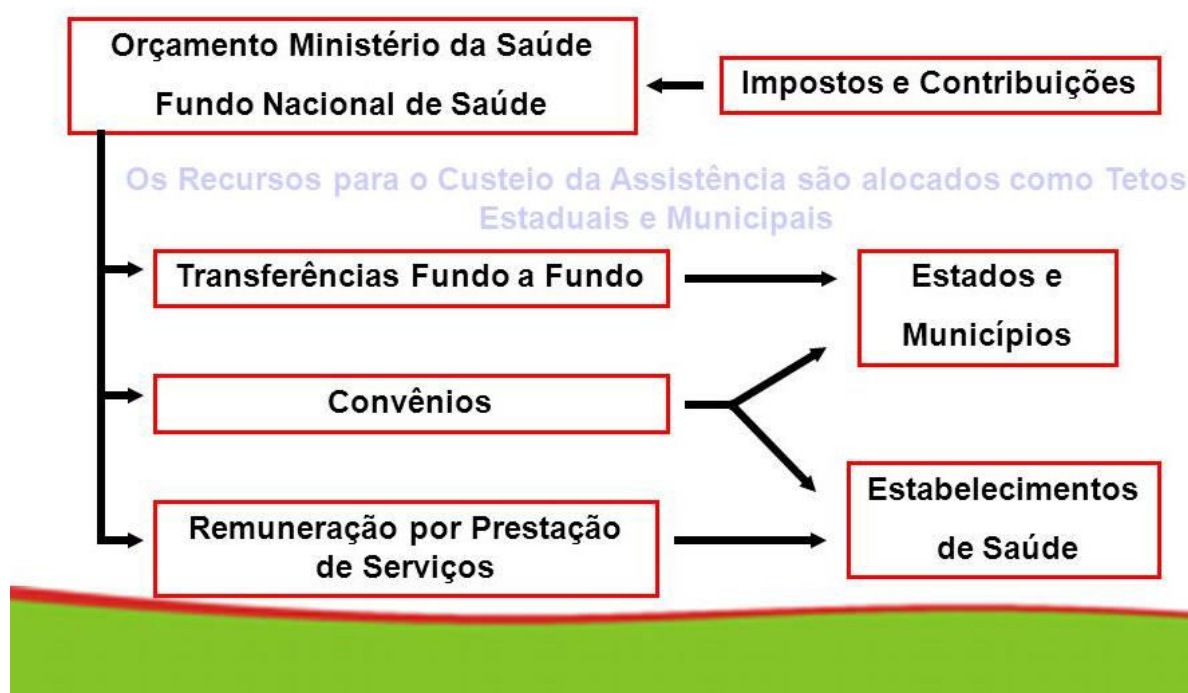 Orçamento Ministério da Saúde
Fundo Nacional de Saúde
Impostos e Contribuições
Os Recursos para o Custeio da Assistência são alocados como Tetos
Estaduais e Municipais
Transferências Fundo a Fundo
Estados e
Municípios
Convênios
Remuneração por Prestação
de Serviços
Estabelecimentos
de Saúde